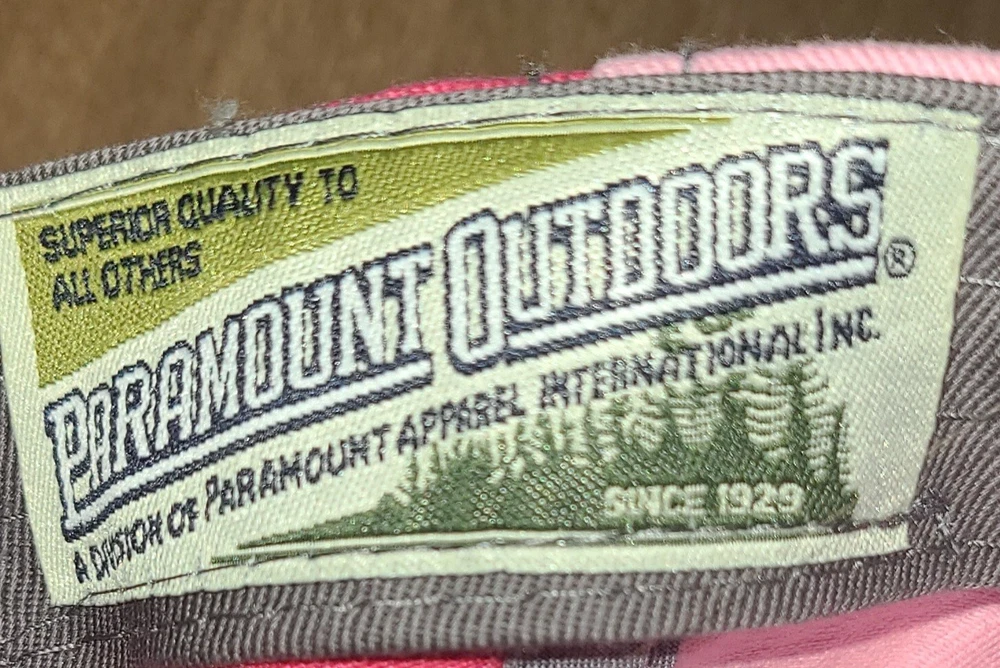 SUPERIOR QUALITY TO
ALL OTHERS
PARAMOUNT OUTDOORS®
A DIVISION OF PARAMOUNT APPAREL INTERNATIONAL INC.
SINCE 1929